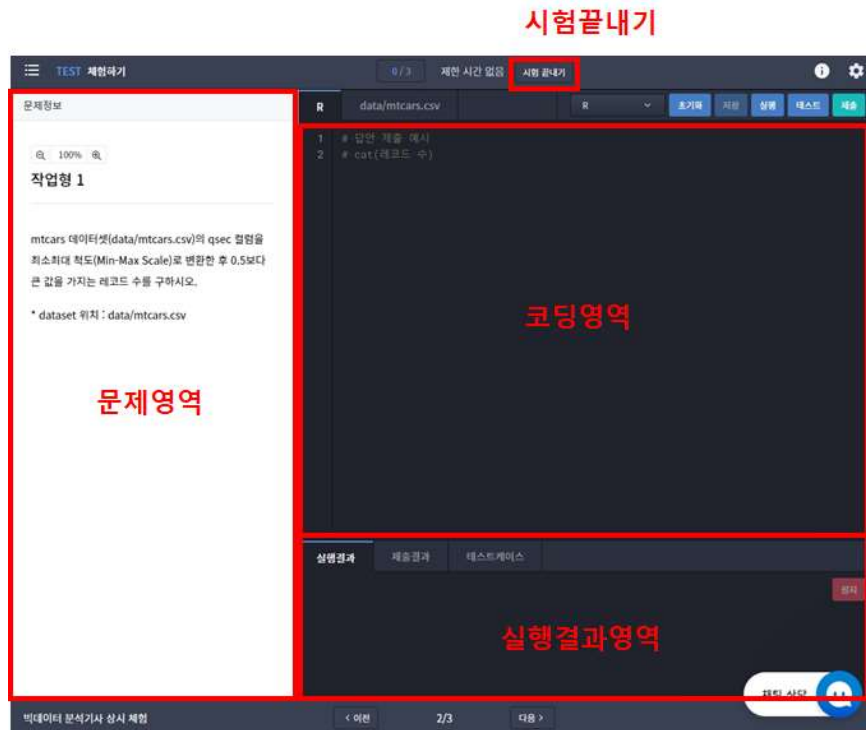 시험끝내기
TEST 체험하기
0/3 제한 시간 없음 시험 끝내기
문제정보
R data/mtcars.csv R 초기화 저장 실행 테스트 제출
100%
작업형 1
mtcars 데이터셋(data/mtcars.csv)의 qsec 컬럼을
최소최대 척도(Min-Max Scale)로 변환한 후 0.5보다
큰 값을 가지는 레코드 수를 구하시오.
* dataset 위치 : data/mtcars.csv
문제영역
1 # 답안 제출 예시
2 # cat(레코드 수)
코딩영역
실행결과 제출결과 테스트케이스
정지
실행결과영역
채팅 상담
빅데이터 분석기사 상시 체험
< 이전 2/3 다음 >